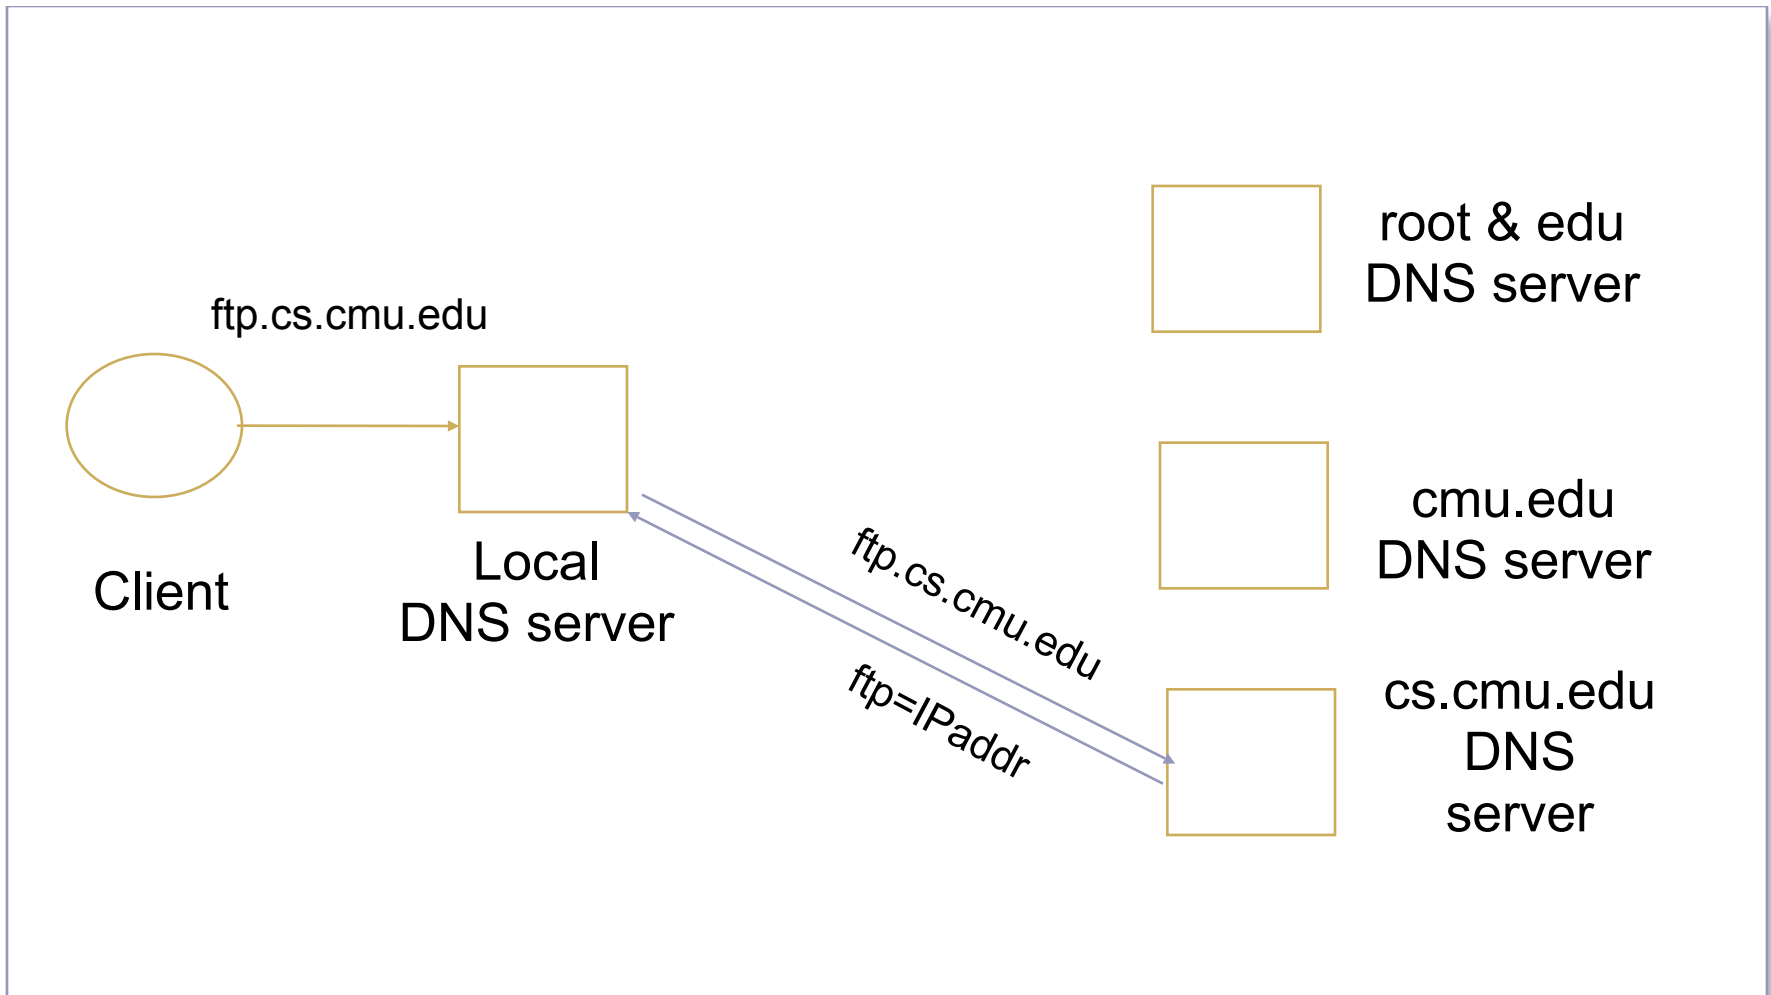 root & edu
DNS server
ftp.cs.cmu.edu
cmu.edu
DNS server
Client
Local
DNS server
ftp.cs.cmu.edu
ftp=IPaddr
cs.cmu.edu
DNS
server